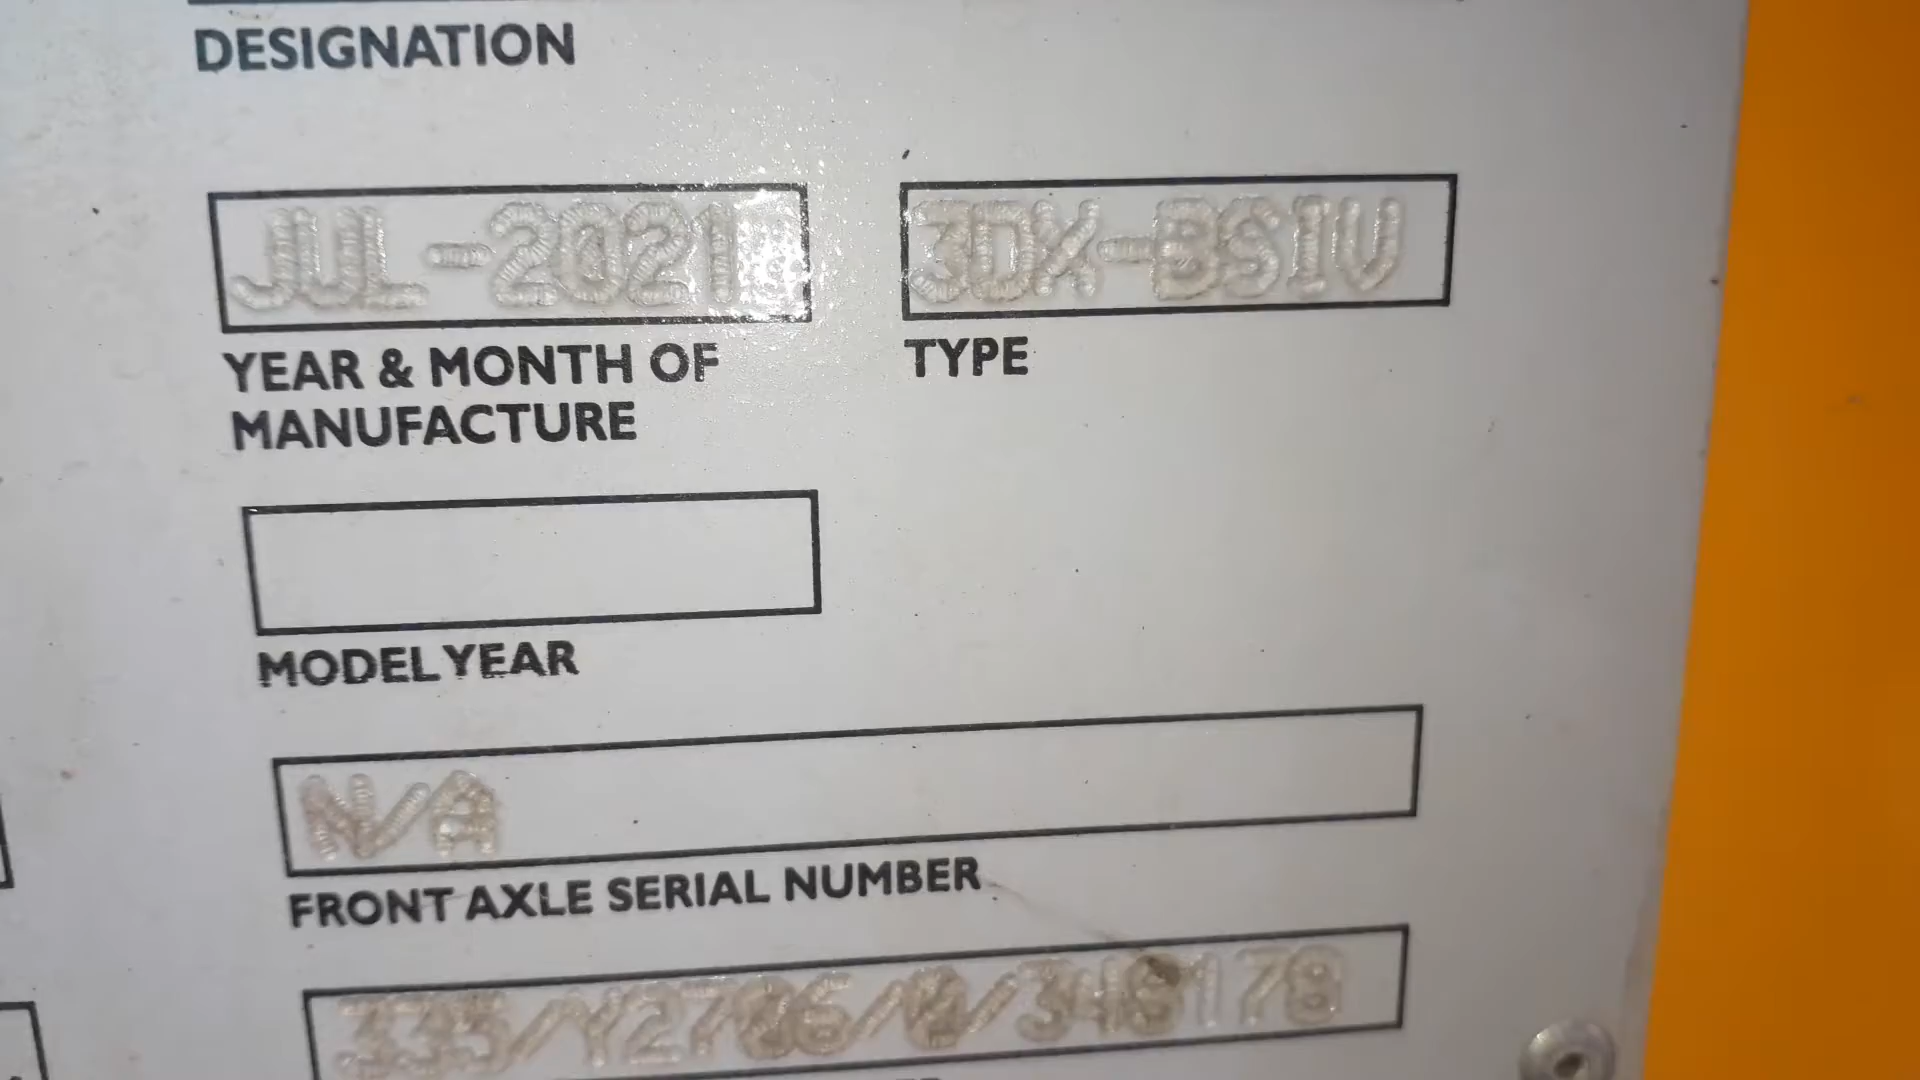 DESIGNATION
JUL-2021
3DX-BSIV
YEAR & MONTH OF
MANUFACTURE
TYPE
MODEL YEAR
N/A
FRONT AXLE SERIAL NUMBER